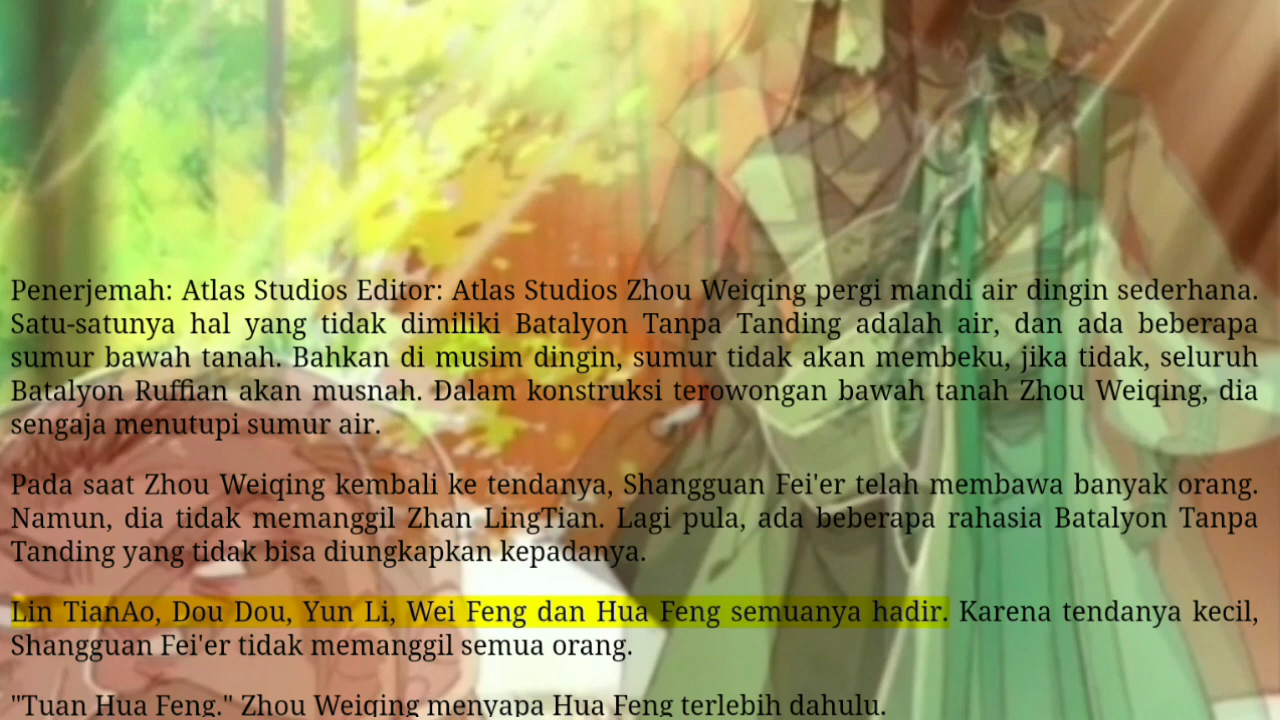 Penerjemah: Atlas Studios Editor: Atlas Studios Zhou Weiqing pergi mandi air dingin sederhana.
Satu-satunya hal yang tidak dimiliki Batalyon Tanpa Tanding adalah air, dan ada beberapa
sumur bawah tanah. Bahkan di musim dingin, sumur tidak akan membeku, jika tidak, seluruh
Batalyon Ruffian akan musnah. Dalam konstruksi terowongan bawah tanah Zhou Weiqing, dia
sengaja menutupi sumur air.
Pada saat Zhou Weiqing kembali ke tendanya, Shangguan Fei'er telah membawa banyak orang.
Namun, dia tidak memanggil Zhan LingTian. Lagi pula, ada beberapa rahasia Batalyon Tanpa
Tanding yang tidak bisa diungkapkan kepadanya.
Lin TianAo, Dou Dou, Yun Li, Wei Feng dan Hua Feng semuanya hadir. Karena tendanya kecil,
Shangguan Fei'er tidak memanggil semua orang.
"Tuan Hua Feng." Zhou Weiqing menyapa Hua Feng terlebih dahulu.